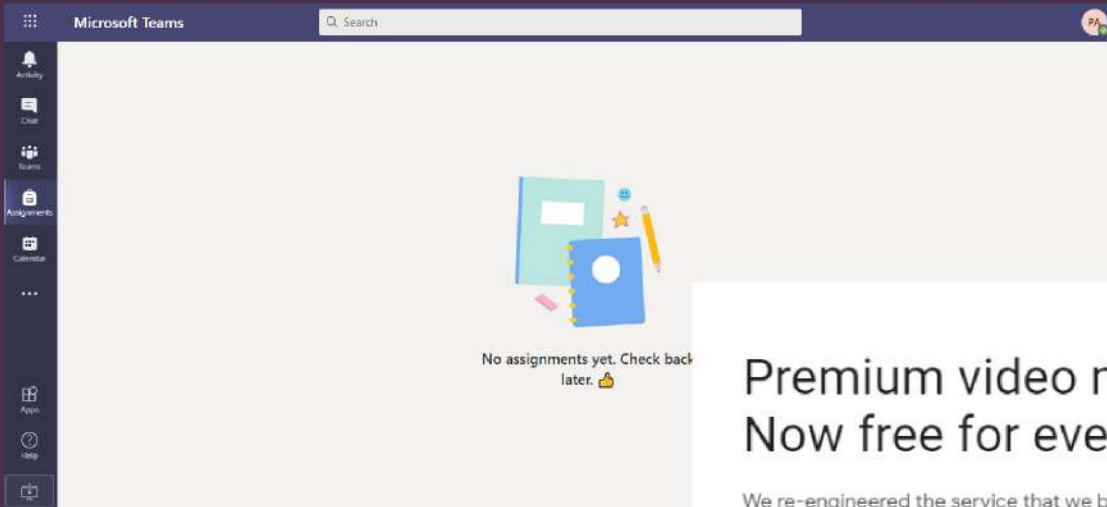 Microsoft Teams
Search
PA
Activity
Chat
Teams
Assignments
Calendar
Apps
Help
No assignments yet. Check back
later. 👍
Premium video
Now free for eve
We re-engineered the service that we b